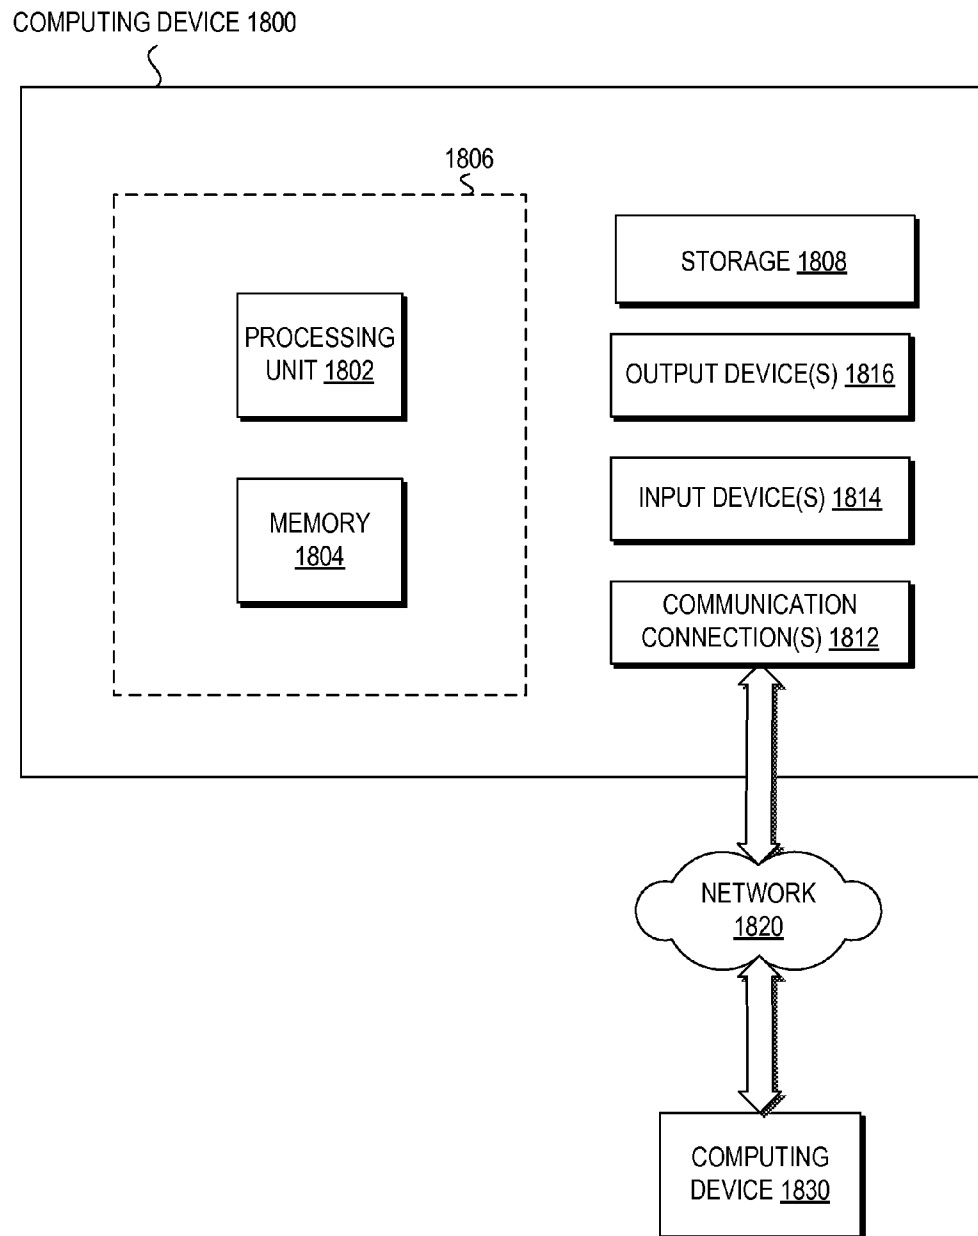 COMPUTING DEVICE 1800
1806
PROCESSING
UNIT 1802
MEMORY
1804
STORAGE 1808
OUTPUT DEVICE(S) 1816
INPUT DEVICE(S) 1814
COMMUNICATION
CONNECTION(S) 1812
NETWORK
1820
COMPUTING
DEVICE 1830